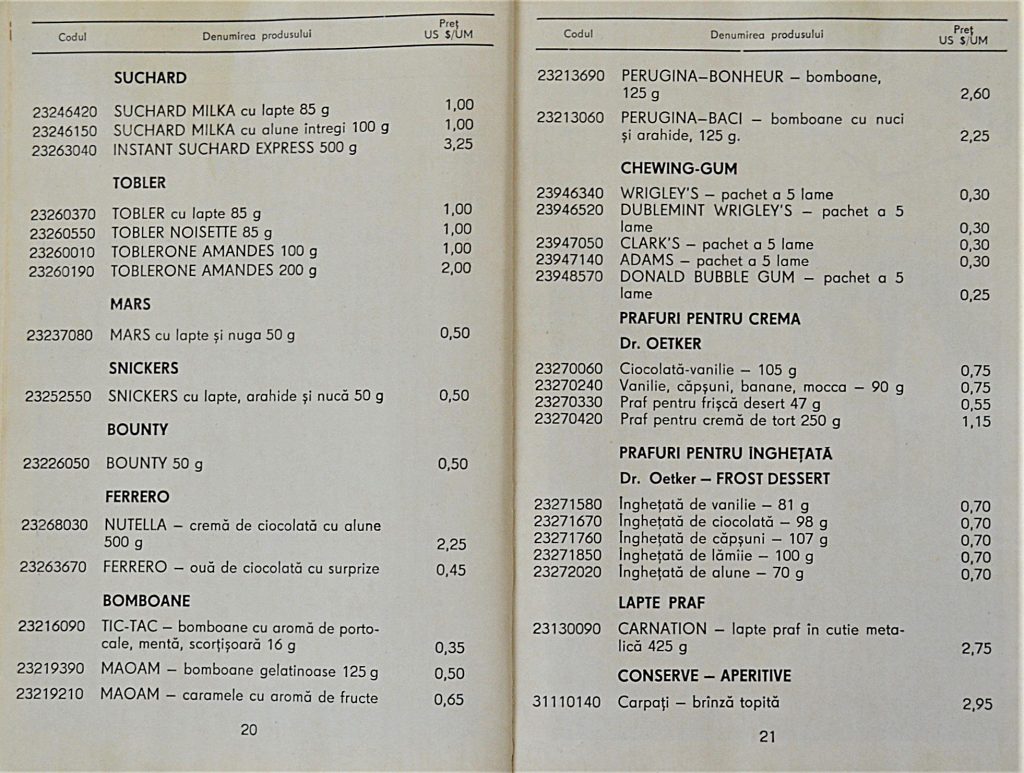 Codul Denumirea produsului Preț US $/UM
SUCHARD
23246420 SUCHARD MILKA cu lapte 85 g 1,00
23246150 SUCHARD MILKA cu alune întregi 100 g 1,00
23263040 INSTANT SUCHARD EXPRESS 500 g 3,25
TOBLER
23260370 TOBLER cu lapte 85 g 1,00
23260550 TOBLER NOISETTE 85 g 1,00
23260010 TOBLERONE AMANDES 100 g 1,00
23260190 TOBLERONE AMANDES 200 g 2,00
MARS
23237080 MARS cu lapte și nuga 50 g 0,50
SNICKERS
23252550 SNICKERS cu lapte, arahide și nucă 50 g 0,50
BOUNTY
23226050 BOUNTY 50 g 0,50
FERRERO
23268030 NUTELLA – cremă de ciocolată cu alune
500 g 2,25
23263670 FERRERO – ouă de ciocolată cu surprize 0,45
BOMBOANE
23216090 TIC-TAC – bomboane cu aromă de porto-
cale, mentă, scorțișoară 16 g 0,35
23219390 MAOAM – bomboane gelatinoase 125 g 0,50
23219210 MAOAM – caramele cu aromă de fructe 0,65
20
Codul Denumirea produsului Preț US $/UM
23213690 PERUGINA–BONHEUR – bomboane,
125 g 2,60
23213060 PERUGINA–BACI – bomboane cu nuci
și arahide, 125 g. 2,25
CHEWING-GUM
23946340 WRIGLEY'S – pachet a 5 lame 0,30
23946520 DUBLEMINT WRIGLEY'S – pachet a 5
lame 0,30
23947050 CLARK'S – pachet a 5 lame 0,30
23947140 ADAMS – pachet a 5 lame 0,30
23948570 DONALD BUBBLE GUM – pachet a 5
lame 0,25
PRAFURI PENTRU CREMA
Dr. OETKER
23270060 Ciocolată-vanilie – 105 g 0,75
23270240 Vanilie, căpșuni, banane, mocca – 90 g 0,75
23270330 Praf pentru frișcă desert 47 g 0,55
23270420 Praf pentru cremă de tort 250 g 1,15
PRAFURI PENTRU ÎNGHEȚATĂ
Dr. Oetker – FROST DESSERT
23271580 Înghețată de vanilie – 81 g 0,70
23271670 Înghețată de ciocolată – 98 g 0,70
23271760 Înghețată de căpșuni – 107 g 0,70
23271850 Înghețată de lămîie – 100 g 0,70
23272020 Înghețată de alune – 70 g 0,70
LAPTE PRAF
23130090 CARNATION – lapte praf în cutie meta-
lică 425 g 2,75
CONSERVE – APERITIVE
31110140 Carpați – brînză topită 2,95
21